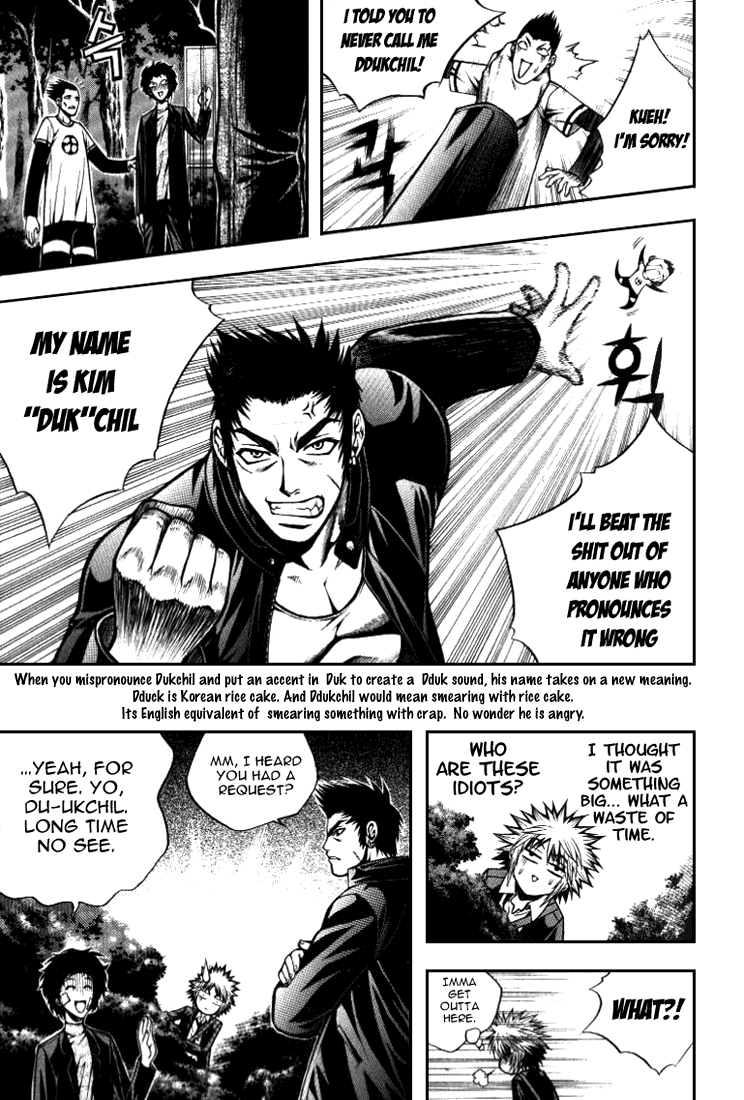 I TOLD YOU TO
NEVER CALL ME
DDUKCHIL!
KUEH!
I'M SORRY!
MY NAME
IS KIM
"DUK"CHIL
I'LL BEAT THE
SHIT OUT OF
ANYONE WHO
PRONOUNCES
IT WRONG
When you mispronounce Dukchil and put an accent in Duk to create a Dduk sound, his name takes on a new meaning.
Dduck is Korean rice cake. And Ddukchil would mean smearing with rice cake.
Its English equivalent of smearing something with crap. No wonder he is angry.
MM, I HEARD
YOU HAD A
REQUEST?
...YEAH, FOR
SURE. YO,
DU-UKCHIL.
LONG TIME
NO SEE.
WHO
ARE THESE
IDIOTS?
I THOUGHT
IT WAS
SOMETHING
BIG... WHAT A
WASTE OF
TIME.
IMMA
GET
OUTTA
HERE.
WHAT?!